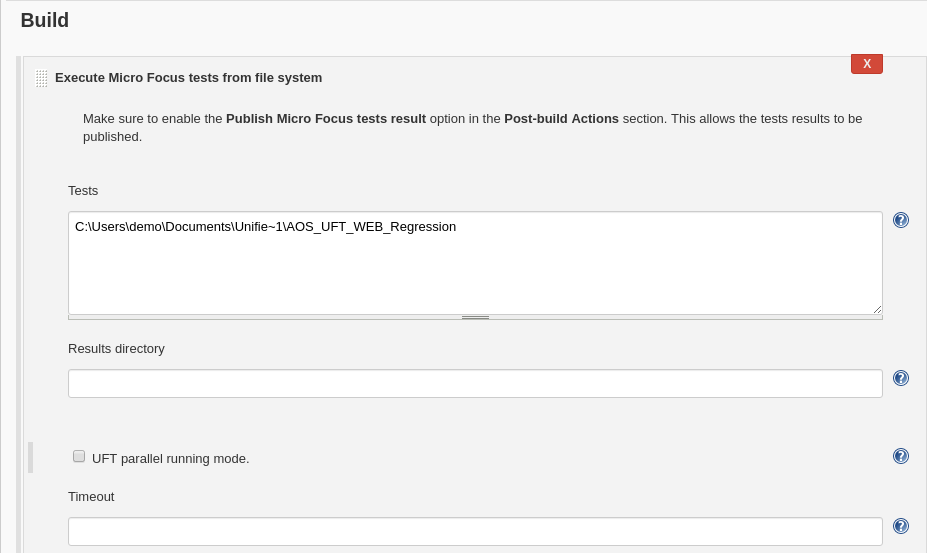 Build
X
Execute Micro Focus tests from file system
Make sure to enable the Publish Micro Focus tests result option in the Post-build Actions section. This allows the tests results to be
published.
Tests
C:\Users\demo\Documents\Unifie~1\AOS_UFT_WEB_Regression
?
Results directory
?
UFT parallel running mode.
?
Timeout
?